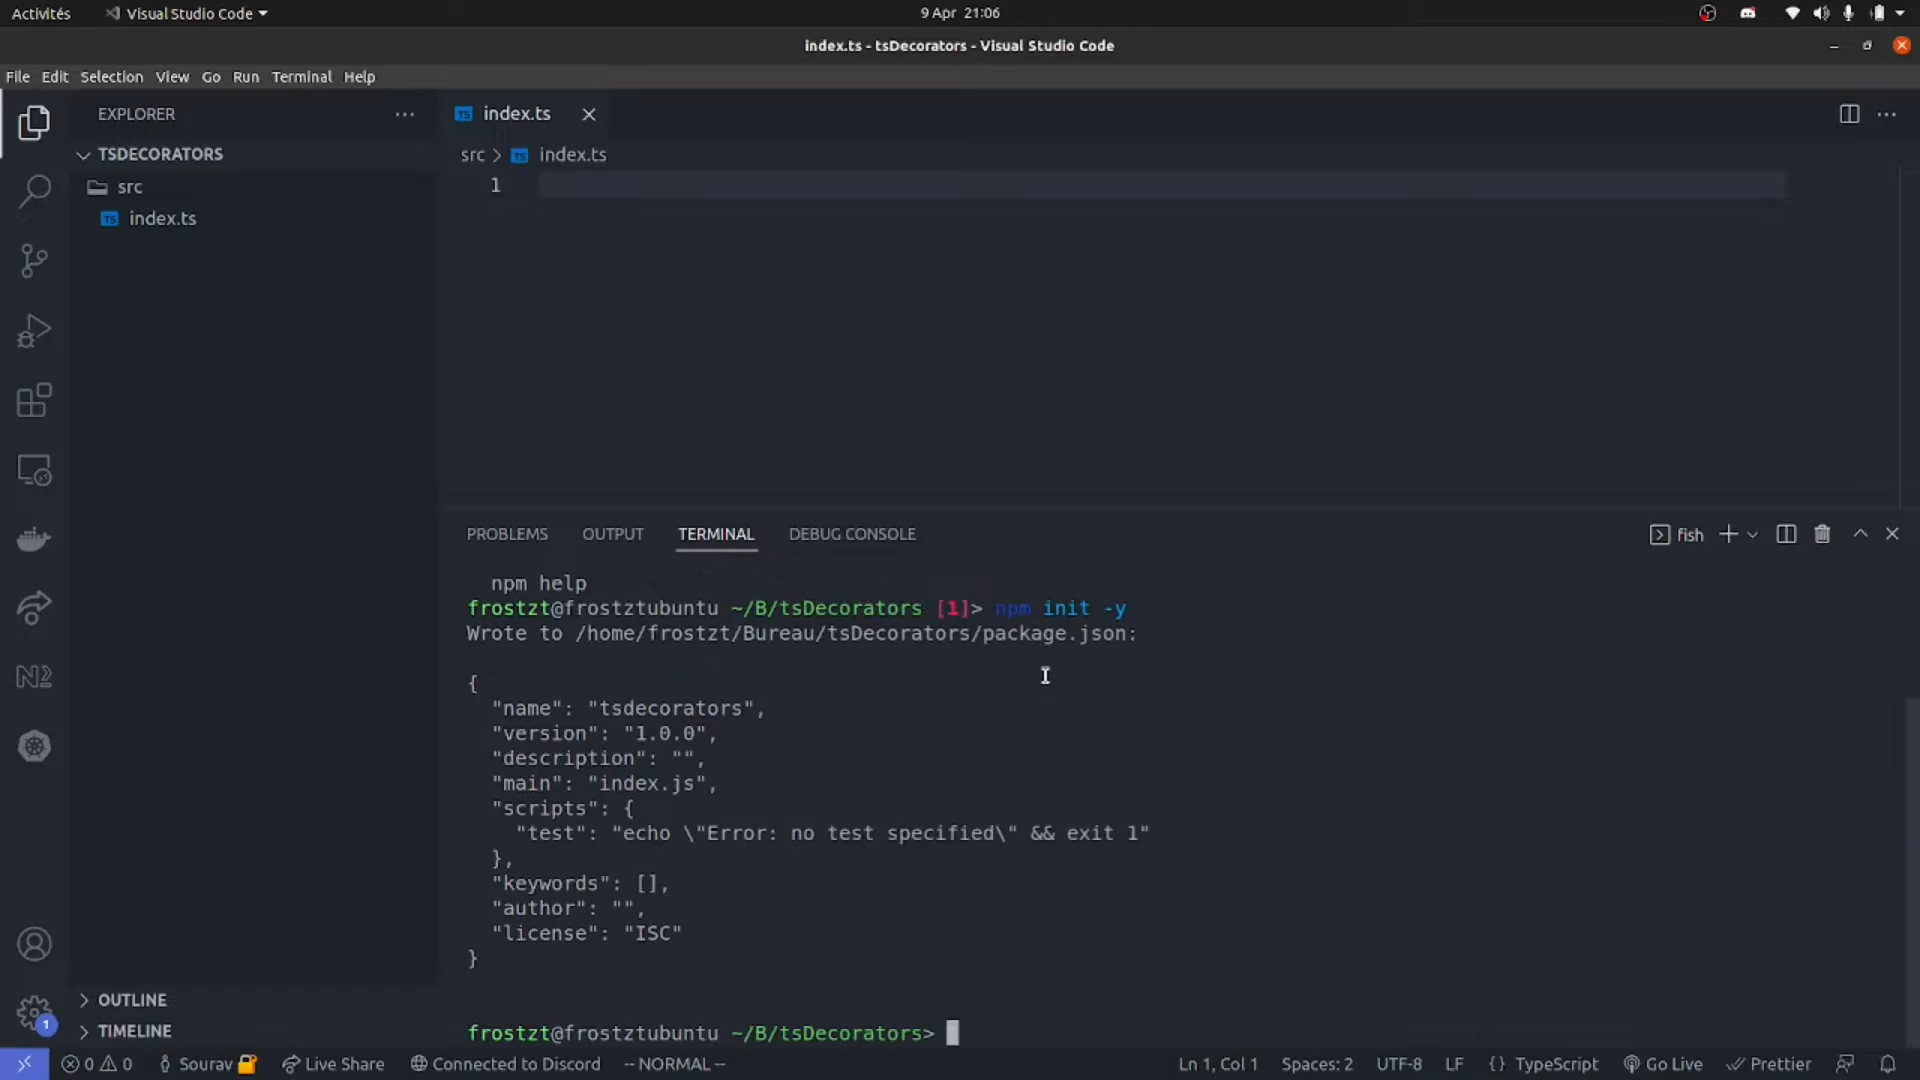 Activités Visual Studio Code 9 Apr 21:06
index.ts - tsDecorators - Visual Studio Code
File Edit Selection View Go Run Terminal Help
EXPLORER
TSDECORATORS
src
TS index.ts
TS index.ts
src > TS index.ts
1
PROBLEMS OUTPUT TERMINAL DEBUG CONSOLE
fish
npm help
frostzt@frostztubuntu ~/B/tsDecorators [1]> npm init -y
Wrote to /home/frostzt/Bureau/tsDecorators/package.json:
{
"name": "tsdecorators",
"version": "1.0.0",
"description": "",
"main": "index.js",
"scripts": {
"test": "echo \"Error: no test specified\" && exit 1"
},
"keywords": [],
"author": "",
"license": "ISC"
}
frostzt@frostztubuntu ~/B/tsDecorators>
OUTLINE
TIMELINE
1
0 0 Sourav Live Share Connected to Discord -- NORMAL -- Ln 1, Col 1 Spaces: 2 UTF-8 LF {} TypeScript Go Live Prettier